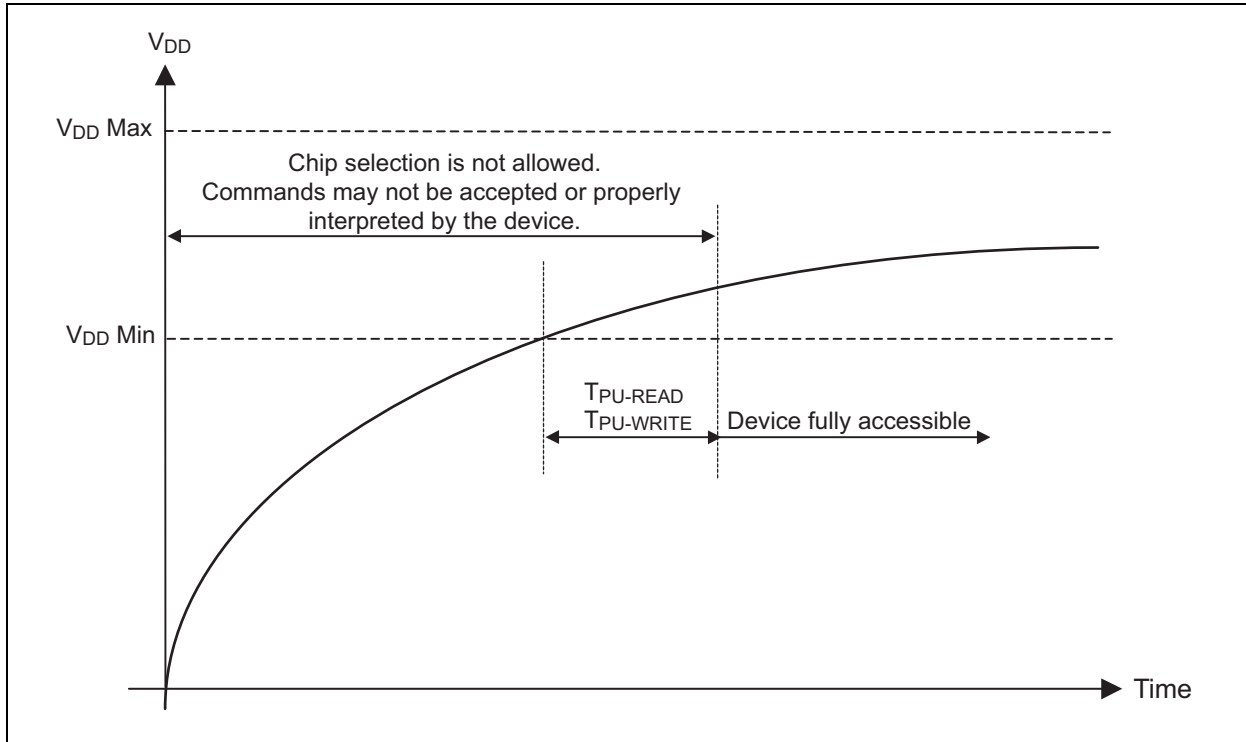 VDD
VDD Max
Chip selection is not allowed.
Commands may not be accepted or properly
interpreted by the device.
VDD Min
TPU-READ
TPU-WRITE
Device fully accessible
Time